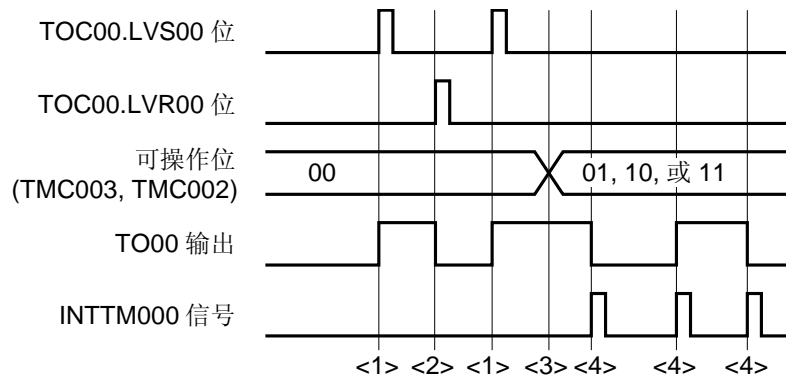 TOC00.LVS00 位
TOC00.LVR00 位
可操作位
(TMC003, TMC002)
00
01, 10, 或 11
TO00 输出
INTTM000 信号
<1> <2> <1> <3> <4> <4> <4>